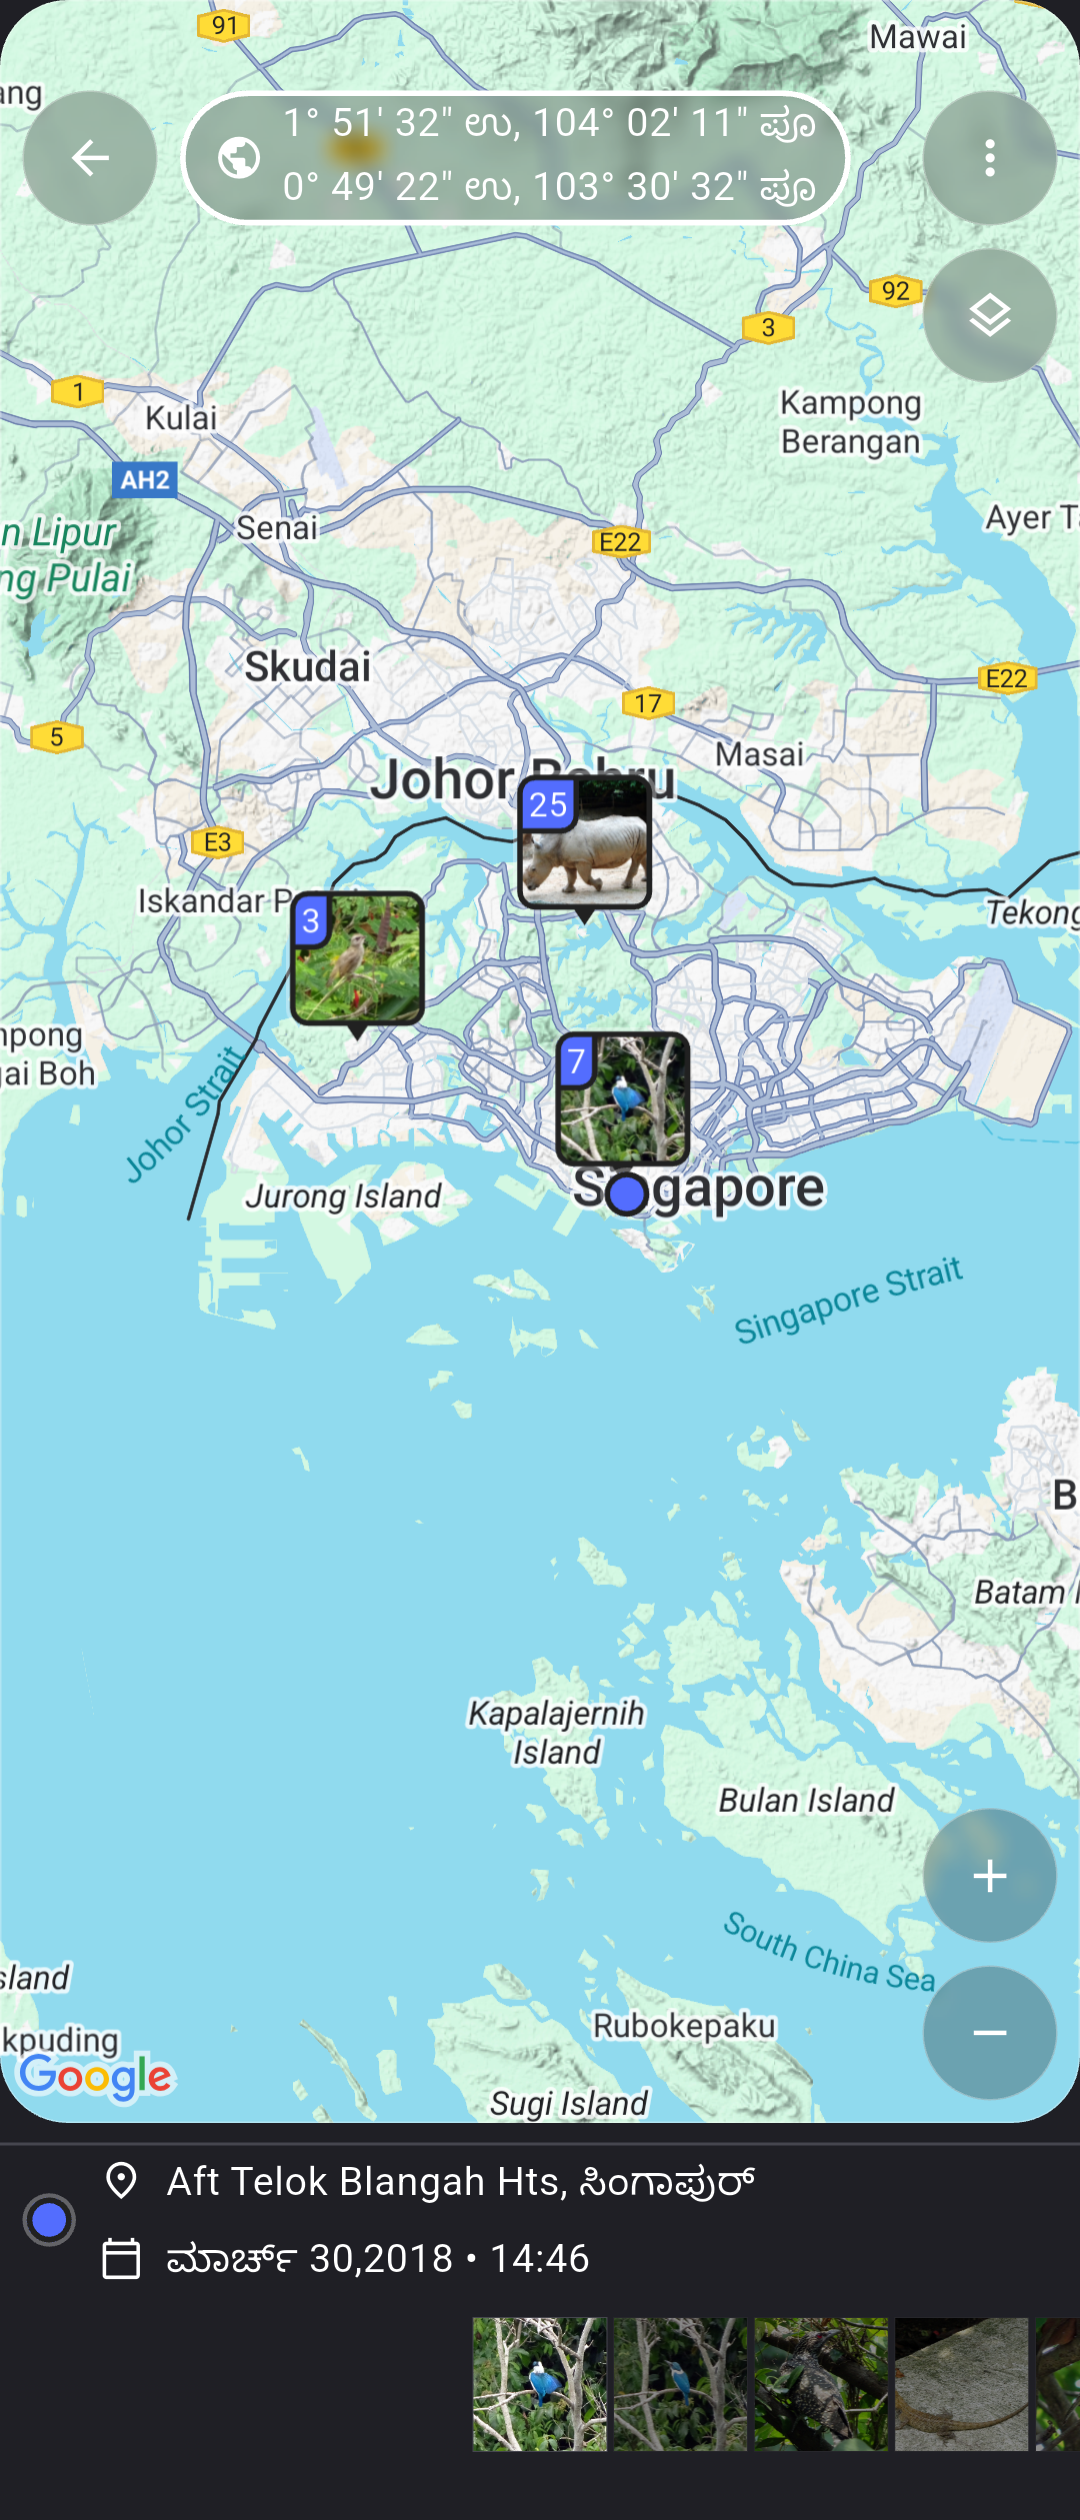 91
Mawai
ang
1° 51' 32" ಉ, 104° 02' 11" ಪೂ
0° 49' 22" ಉ, 103° 30' 32" ಪೂ
92
3
1
Kulai
Kampong
Berangan
AH2
Senai
Ayer T
n Lipur
ng Pulai
E22
Skudai
E22
17
5
Masai
Johor Bahru
25
E3
Iskandar P
3
Tekong
npong
gai Boh
7
Johor Strait
Jurong Island
Singapore
Singapore Strait
B
Batam I
Kapalajernih
Island
Bulan Island
South China Sea
sland
Rubokepaku
kpuding
Google
Sugi Island
Aft Telok Blangah Hts, ಸಿಂಗಾಪುರ್
ಮಾರ್ಚ್ 30,2018 • 14:46